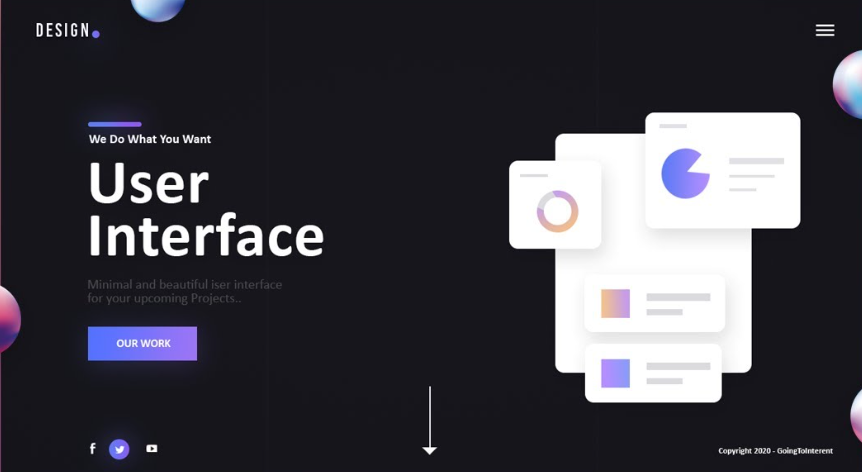 DESIGN.
We Do What You Want
User
Interface
Minimal and beautiful iser interface
for your upcoming Projects..
OUR WORK
Copyright 2020 - GoingToInterent